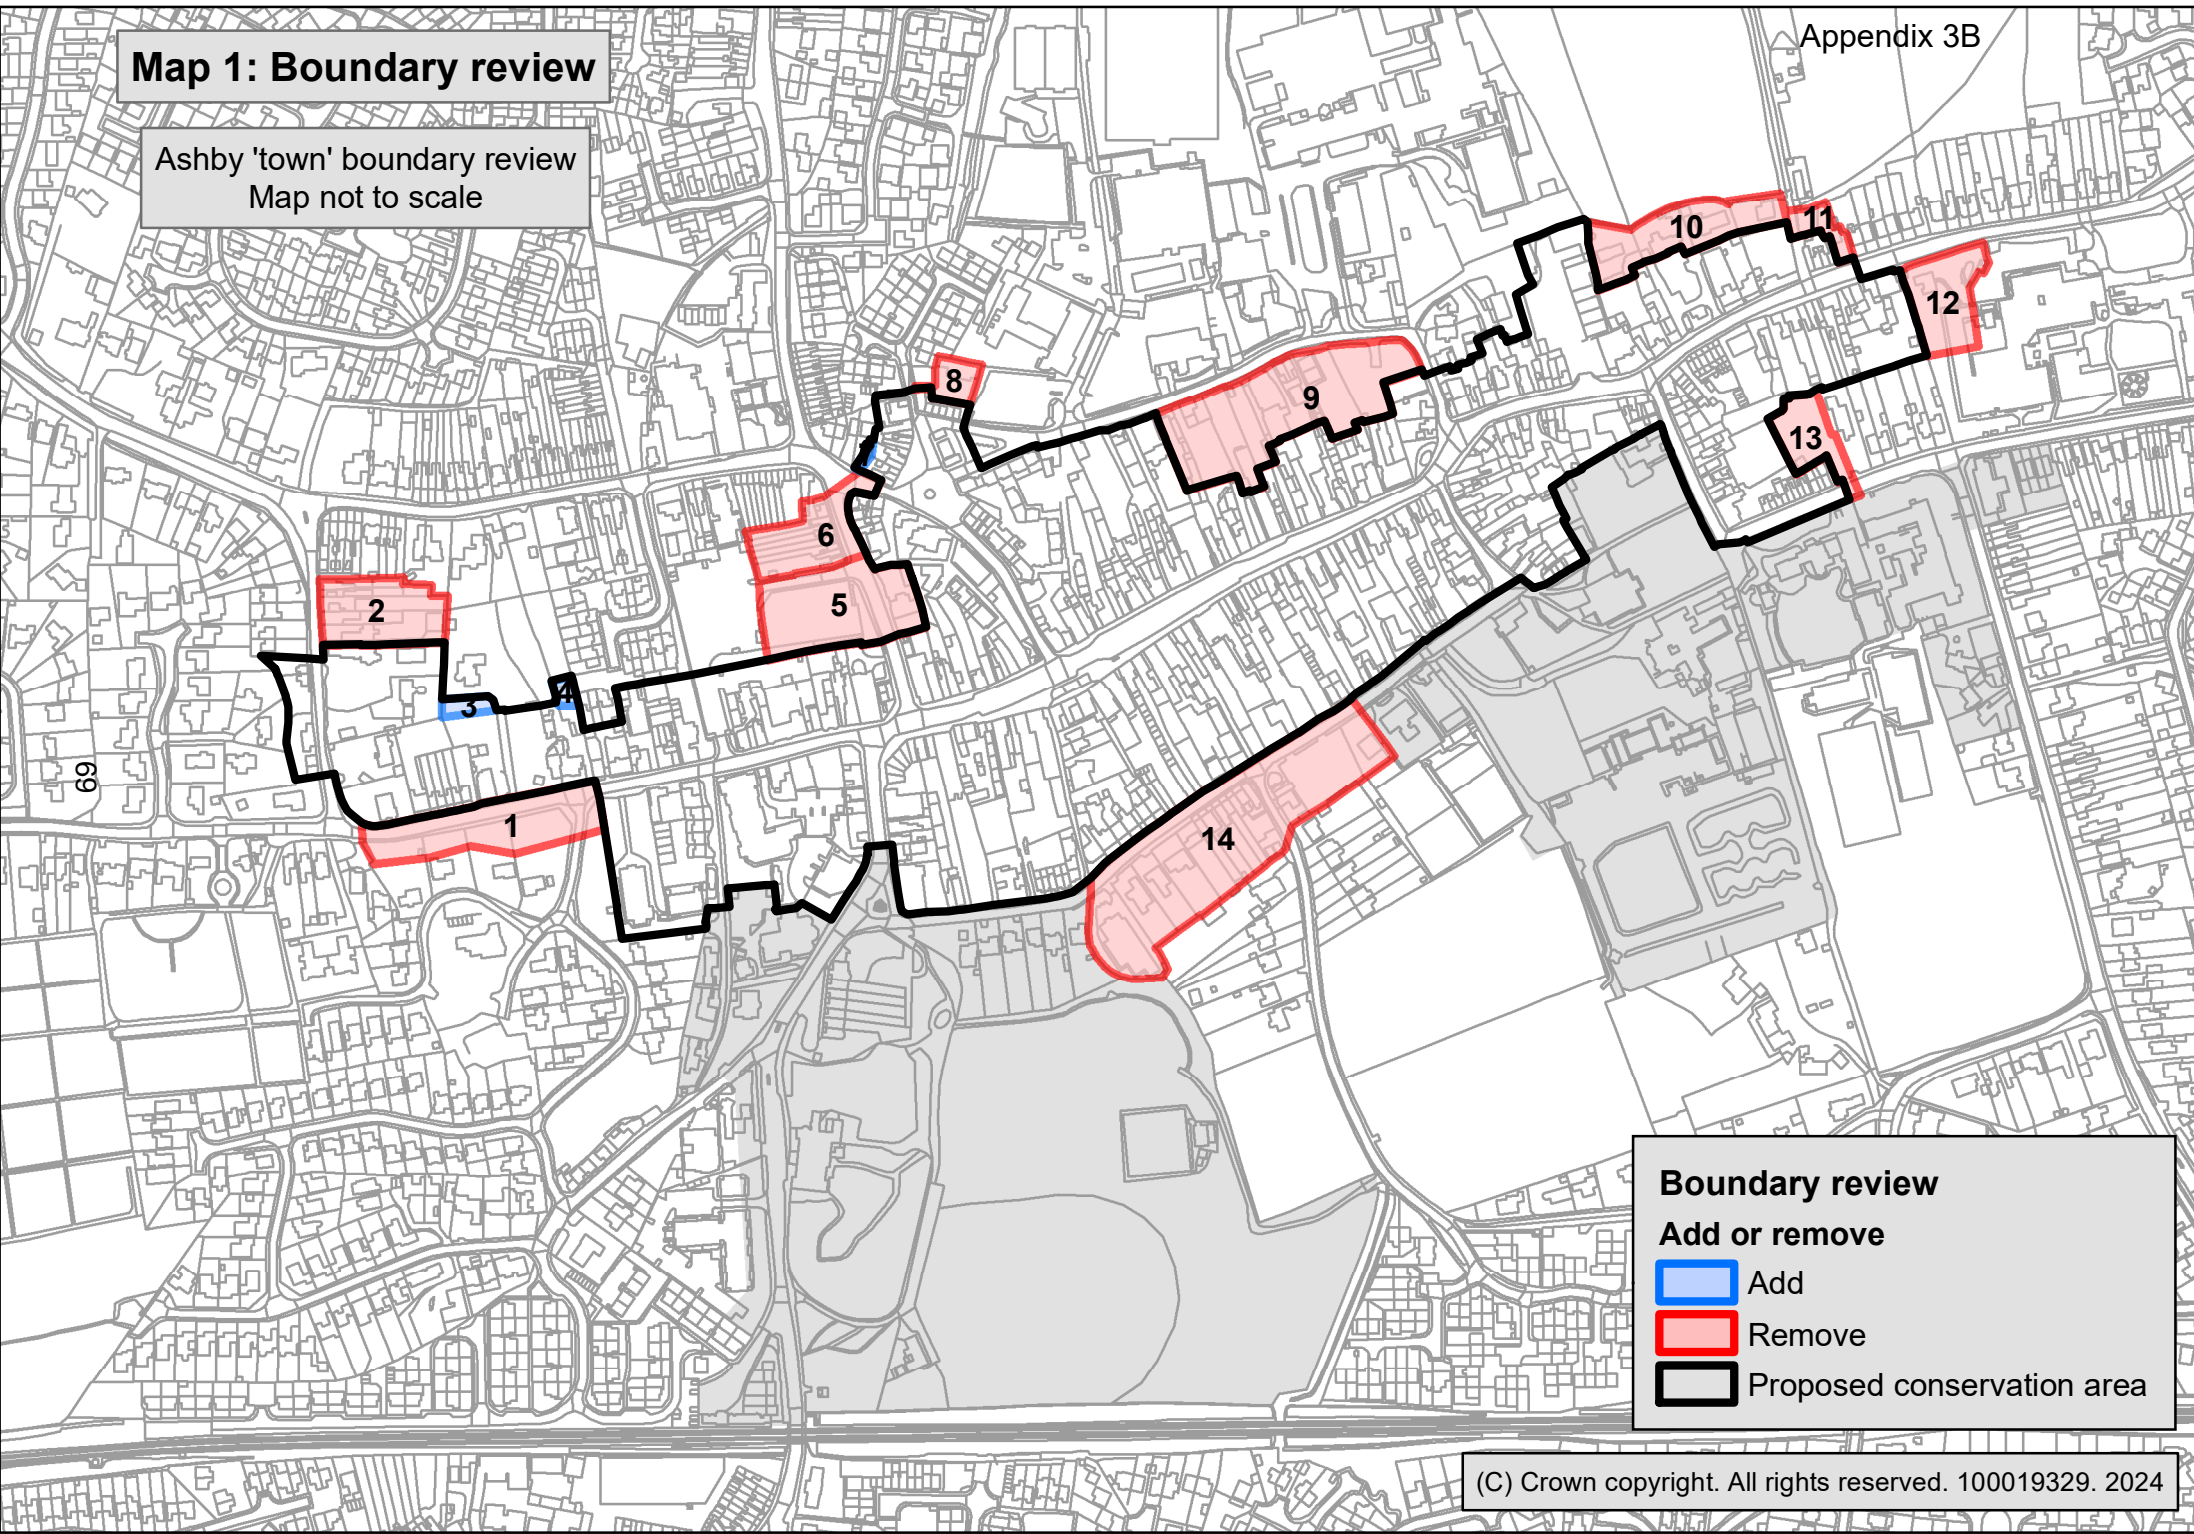 Appendix 3B
Map 1: Boundary review
Ashby 'town' boundary review
Map not to scale
10
11
12
8
9
13
6
5
2
4
3
69
1
14
Boundary review
Add or remove
Add
Remove
Proposed conservation area
(C) Crown copyright. All rights reserved. 100019329. 2024